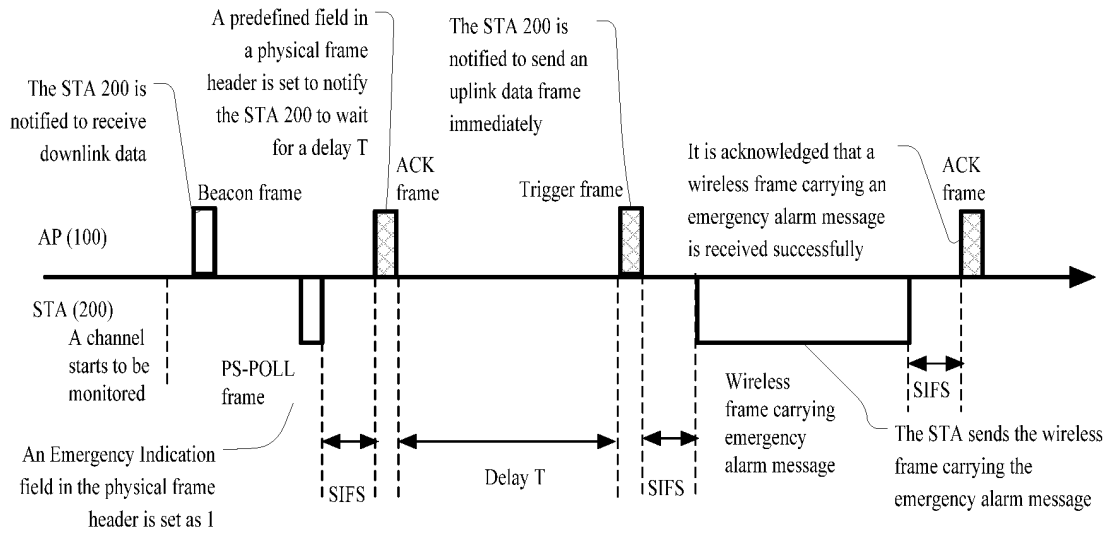 The STA 200 is
notified to receive
downlink data
A predefined field in
a physical frame
header is set to notify
the STA 200 to wait
for a delay T
The STA 200 is
notified to send an
uplink data frame
immediately
It is acknowledged that a
wireless frame carrying an
emergency alarm message
is received successfully
Beacon frame
ACK
frame
Trigger frame
ACK
frame
AP (100)
STA (200)
A channel
starts to be
monitored
PS-POLL
frame
An Emergency Indication
field in the physical frame
header is set as 1
SIFS
Delay T
SIFS
Wireless
frame carrying
emergency
alarm message
SIFS
The STA sends the wireless
frame carrying the
emergency alarm message